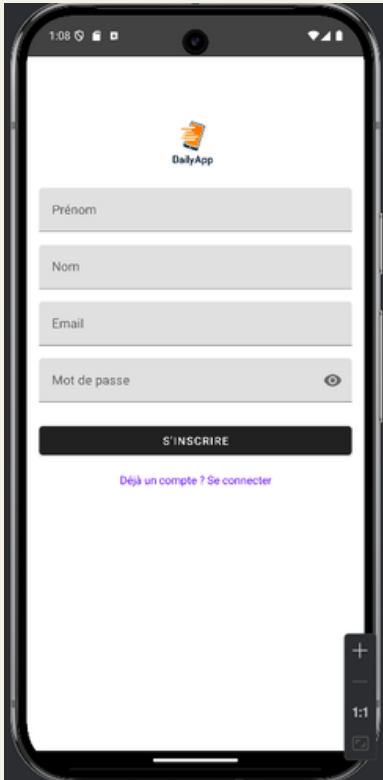 1:08
DailyApp
Prénom
Nom
Email
Mot de passe
S'INSCRIRE
Déjà un compte ? Se connecter
1:1